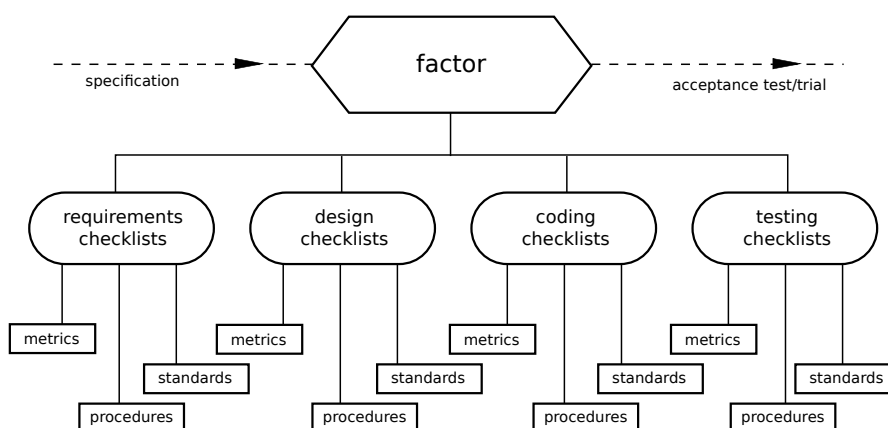 factor
specification
acceptance test/trial
requirements
checklists
design
checklists
coding
checklists
testing
checklists
metrics
metrics
metrics
metrics
standards
standards
standards
standards
procedures
procedures
procedures
procedures